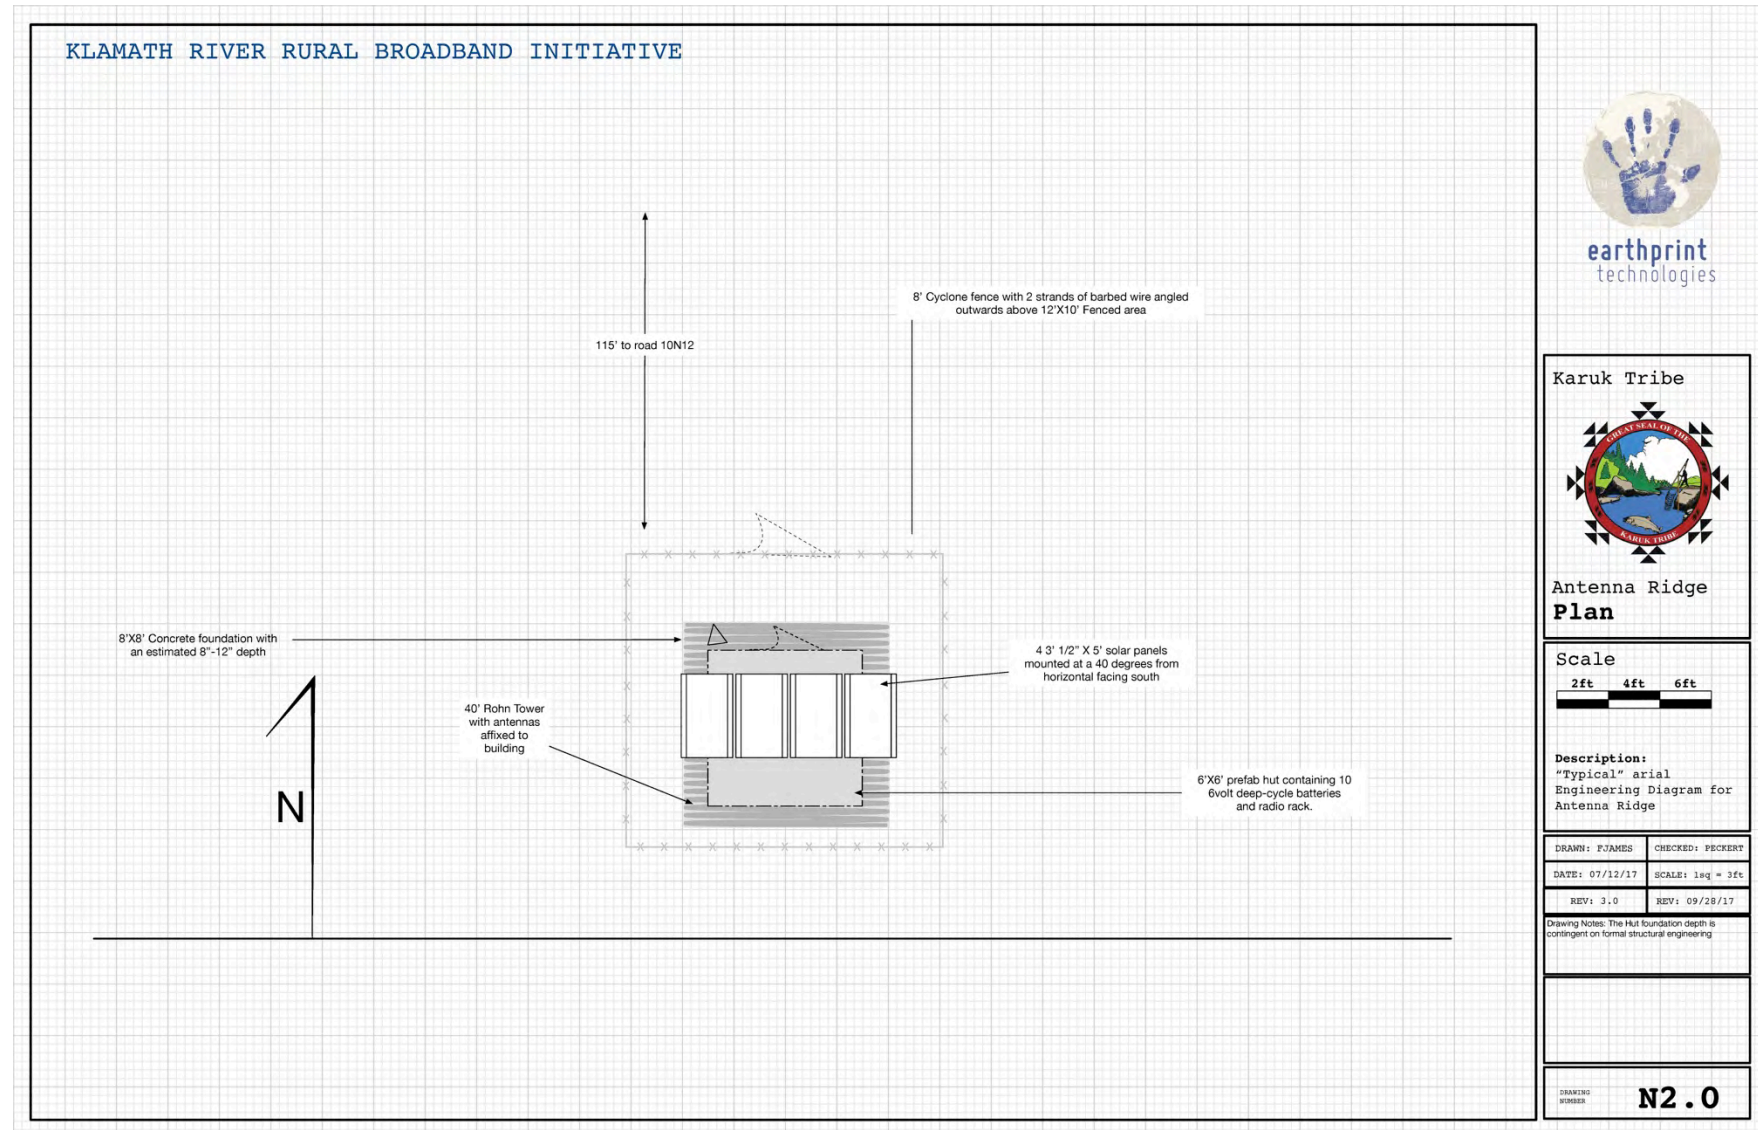 KLAMATH RIVER RURAL BROADBAND INITIATIVE
115' to road 10N12
8' Cyclone fence with 2 strands of barbed wire angled
outwards above 12'X10' Fenced area
8'X8' Concrete foundation with
an estimated 8"-12" depth
4 3' 1/2" X 5' solar panels
mounted at a 40 degrees from
horizontal facing south
40' Rohn Tower
with antennas
affixed to
building
6'X6' prefab hut containing 10
6volt deep-cycle batteries
and radio rack.
N
earthprint
technologies
Karuk Tribe
GREAT SEAL OF THE
KARUK TRIBE
Antenna Ridge
Plan
Scale
2ft 4ft 6ft
Description:
“Typical” arial
Engineering Diagram for
Antenna Ridge
DRAWN: FJAMES CHECKED: PECKERT
DATE: 07/12/17 SCALE: 1sq = 3ft
REV: 3.0 REV: 09/28/17
Drawing Notes: The Hut foundation depth is
contingent on formal structural engineering
DRAWING
NUMBER
N2.0